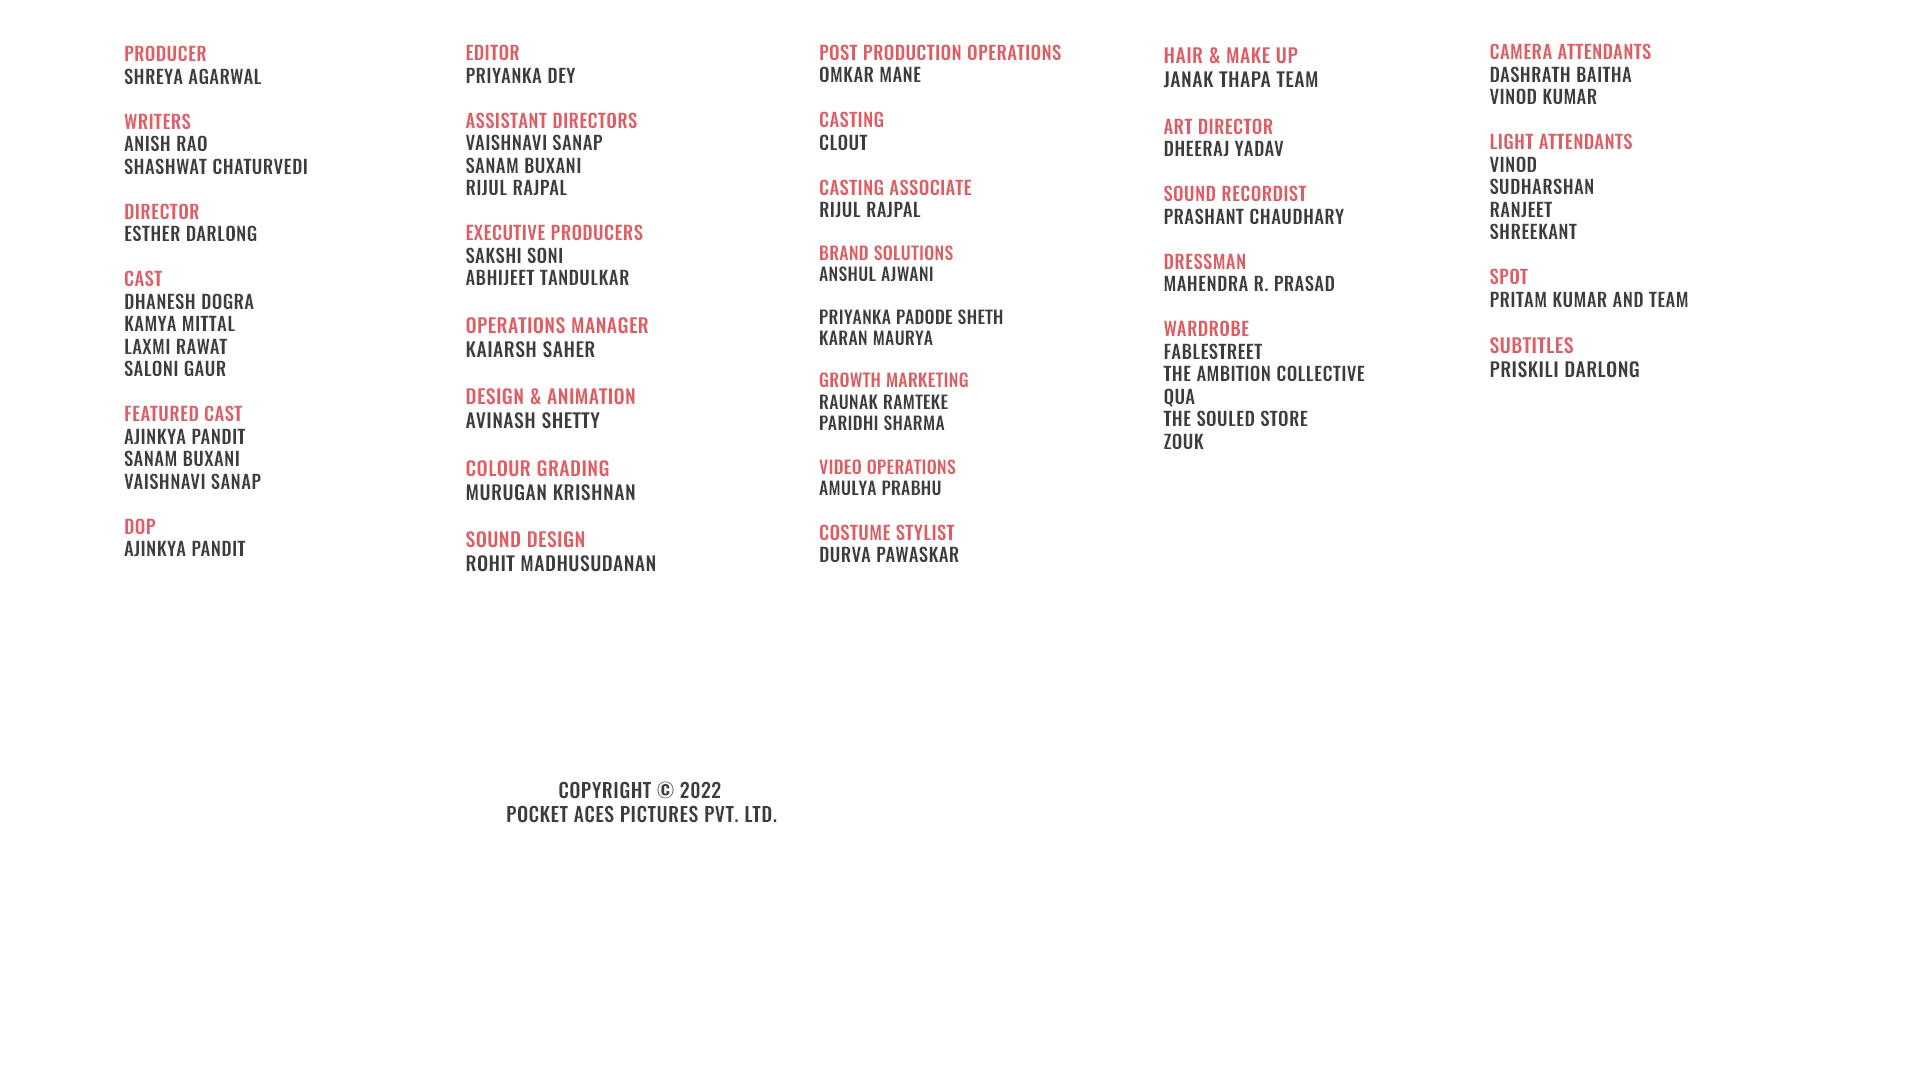 PRODUCER
SHREYA AGARWAL
WRITERS
ANISH RAO
SHASHWAT CHATURVEDI
DIRECTOR
ESTHER DARLONG
CAST
DHANESH DOGRA
KAMYA MITTAL
LAXMI RAWAT
SALONI GAUR
FEATURED CAST
AJINKYA PANDIT
SANAM BUXANI
VAISHNAVI SANAP
DOP
AJINKYA PANDIT
EDITOR
PRIYANKA DEY
ASSISTANT DIRECTORS
VAISHNAVI SANAP
SANAM BUXANI
RIJUL RAJPAL
EXECUTIVE PRODUCERS
SAKSHI SONI
ABHIJEET TANDULKAR
OPERATIONS MANAGER
KAIARSH SAHER
DESIGN & ANIMATION
AVINASH SHETTY
COLOUR GRADING
MURUGAN KRISHNAN
SOUND DESIGN
ROHIT MADHUSUDANAN
POST PRODUCTION OPERATIONS
OMKAR MANE
CASTING
CLOUT
CASTING ASSOCIATE
RIJUL RAJPAL
BRAND SOLUTIONS
ANSHUL AJWANI
PRIYANKA PADODE SHETH
KARAN MAURYA
GROWTH MARKETING
RAUNAK RAMTEKE
PARIDHI SHARMA
VIDEO OPERATIONS
AMULYA PRABHU
COSTUME STYLIST
DURVA PAWASKAR
HAIR & MAKE UP
JANAK THAPA TEAM
ART DIRECTOR
DHEERAJ YADAV
SOUND RECORDIST
PRASHANT CHAUDHARY
DRESSMAN
MAHENDRA R. PRASAD
WARDROBE
FABLESTREET
THE AMBITION COLLECTIVE
QUA
THE SOULED STORE
ZOUK
CAMERA ATTENDANTS
DASHRATH BAITHA
VINOD KUMAR
LIGHT ATTENDANTS
VINOD
SUDHARSHAN
RANJEET
SHREEKANT
SPOT
PRITAM KUMAR AND TEAM
SUBTITLES
PRISKILI DARLONG
COPYRIGHT © 2022
POCKET ACES PICTURES PVT. LTD.